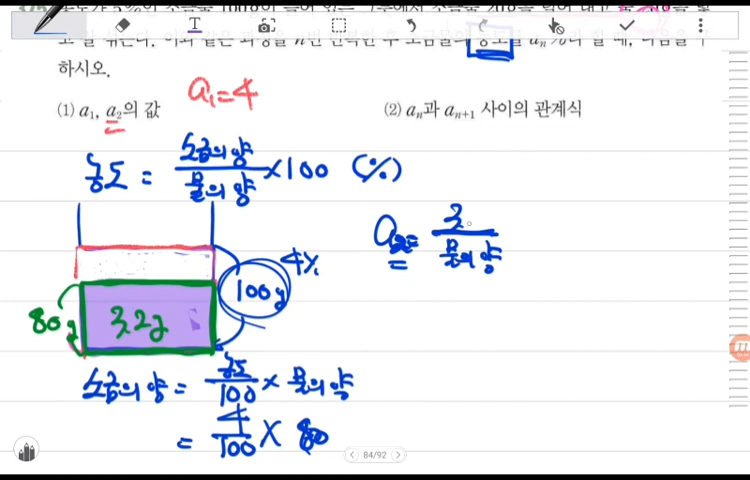 하시오.
a₁=4
(1) a₁, a₂의 값
(2) aₙ과 aₙ₊₁ 사이의 관계식
농도 = 소금의 양 / 물의 양 × 100 (%)
a₂ = 3 / 물의 양
4%
100g
80g
3.2g
소금의 양 = 농도/100 × 물의 양
= 4/100 × 80
84/92